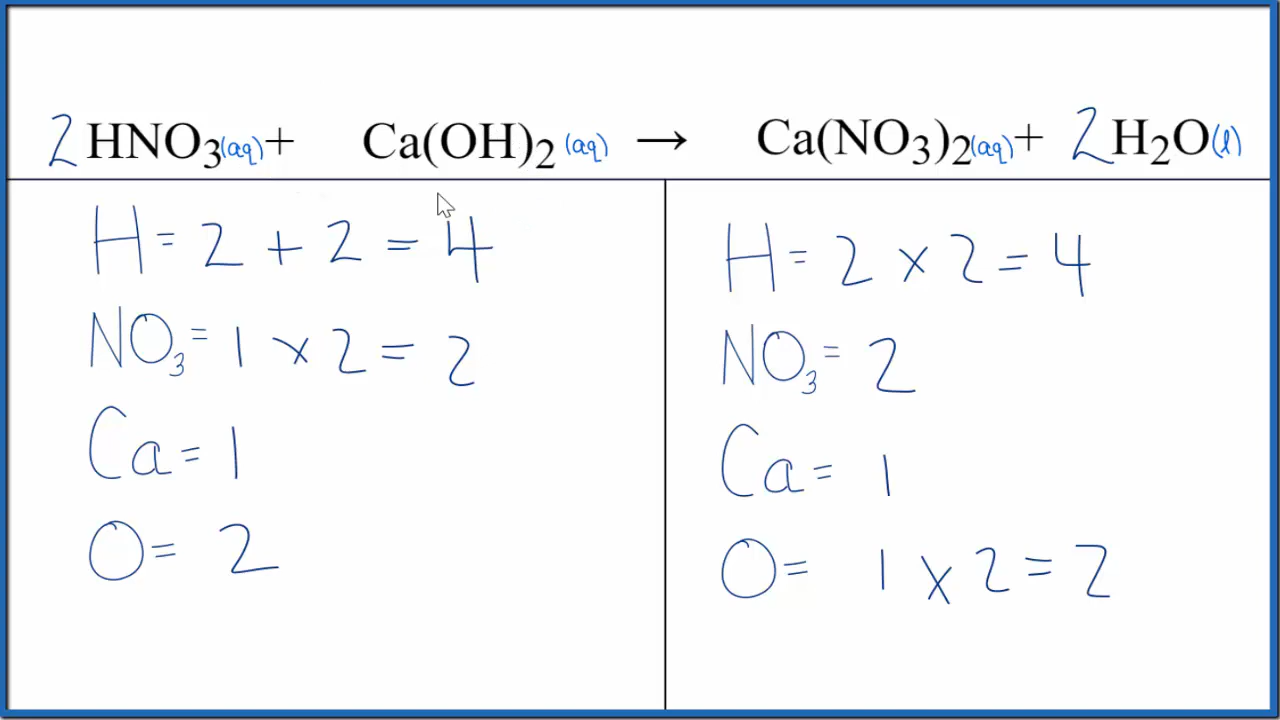 2 HNO3(aq) + Ca(OH)2 (aq) → Ca(NO3)2(aq) + 2 H2O(l)
H = 2 + 2 = 4
NO3 = 1 x 2 = 2
Ca = 1
O = 2
H = 2 x 2 = 4
NO3 = 2
Ca = 1
O = 1 x 2 = 2